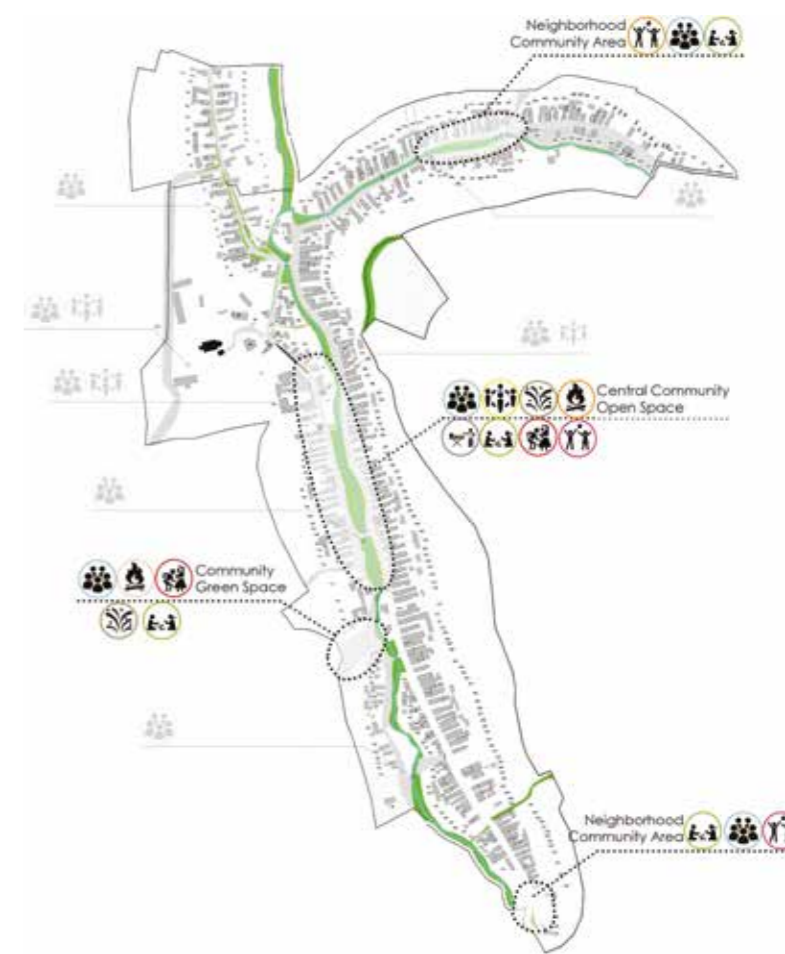 Neighborhood
Community Area
Central Community
Open Space
Community
Green Space
Neighborhood
Community Area